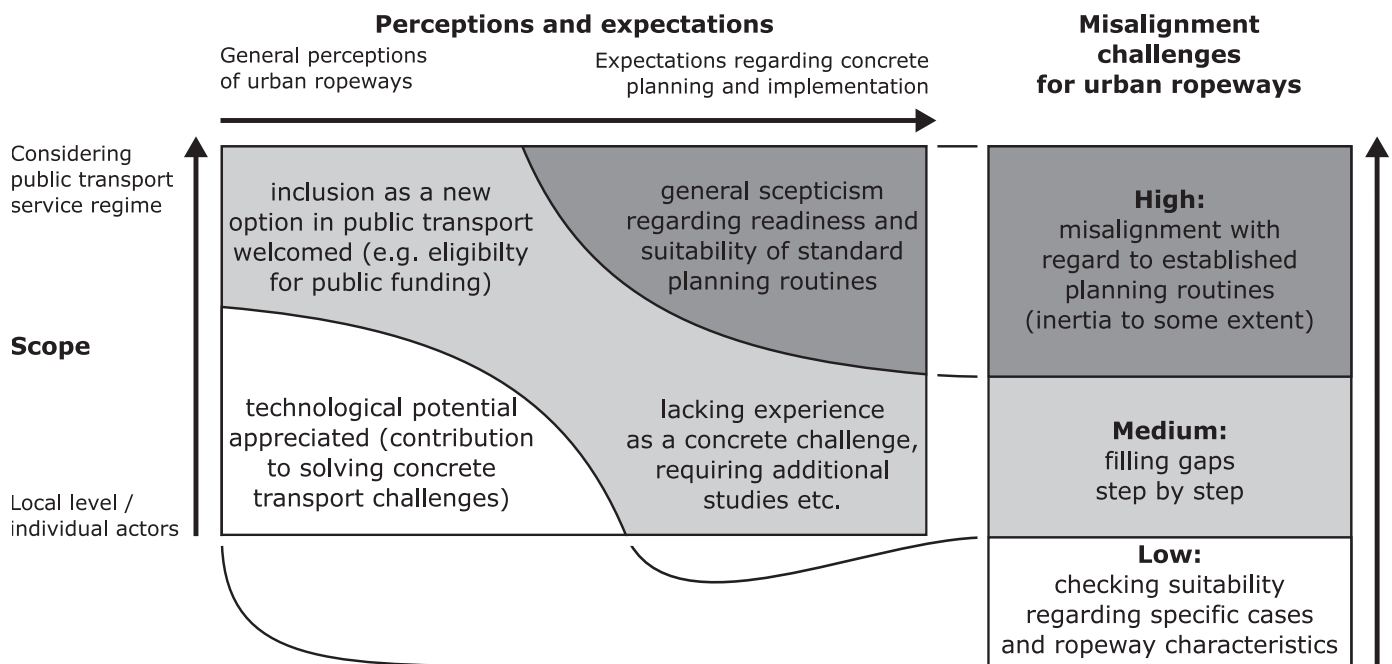 Perceptions and expectations
General perceptions
of urban ropeways
Expectations regarding concrete
planning and implementation
Misalignment
challenges
for urban ropeways
Considering
public transport
service regime
Scope
Local level /
individual actors
inclusion as a new
option in public transport
welcomed (e.g. eligibilty
for public funding)
general scepticism
regarding readiness and
suitability of standard
planning routines
technological potential
appreciated (contribution
to solving concrete
transport challenges)
lacking experience
as a concrete challenge,
requiring additional
studies etc.
High:
misalignment with
regard to established
planning routines
(inertia to some extent)
Medium:
filling gaps
step by step
Low:
checking suitability
regarding specific cases
and ropeway characteristics